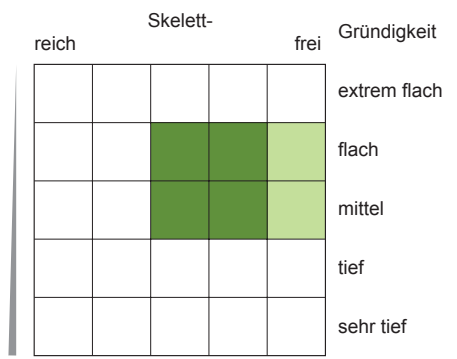 Skelett-
reich
frei
Gründigkeit
extrem flach
flach
mittel
tief
sehr tief